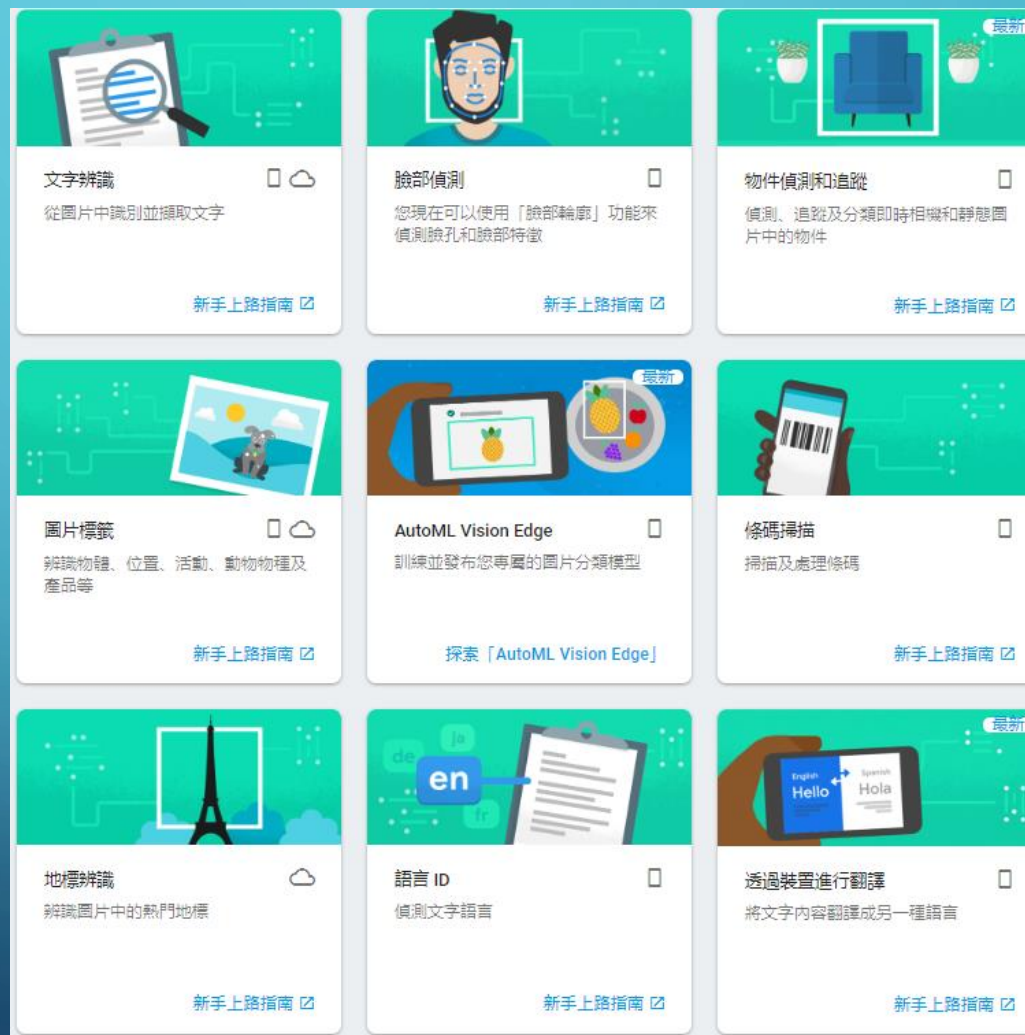 最新
文字辨識
從圖片中識別並擷取文字
新手上路指南
臉部偵測
您現在可以使用「臉部輪廓」功能來
偵測臉孔和臉部特徵
新手上路指南
物件偵測和追蹤
偵測、追蹤及分類即時相機和靜態圖
片中的物件
新手上路指南
最新
圖片標籤
辨識物體、位置、活動、動物物種及
產品等
新手上路指南
AutoML Vision Edge
訓練並發布您專屬的圖片分類模型
探索「AutoML Vision Edge」
條碼掃描
掃描及處理條碼
新手上路指南
de
ja
en
fr
最新
English
Hello
Spanish
Hola
地標辨識
辨識圖片中的熱門地標
新手上路指南
語言 ID
偵測文字語言
新手上路指南
透過裝置進行翻譯
將文字內容翻譯成另一種語言
新手上路指南